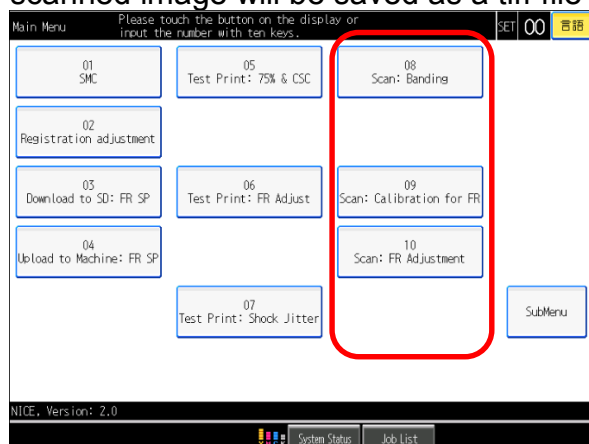 scanned image will be saved as a tiff file
Main Menu
Please touch the button on the display or
input the number with ten keys.
SET 00 言語
01
SMC
05
Test Print: 75% & CSC
08
Scan: Banding
02
Registration adjustment
03
Download to SD: FR SP
06
Test Print: FR Adjust
09
Scan: Calibration for FR
04
Upload to Machine: FR SP
10
Scan: FR Adjustment
07
Test Print: Shock Jitter
SubMenu
NICE, Version: 2.0
System Status
Job List